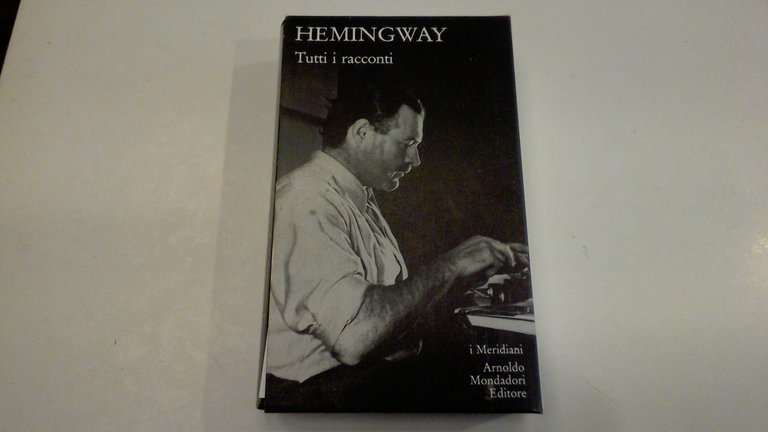 HEMINGWAY
Tutti i racconti
i Meridiani
Arnoldo
Mondadori
Editore